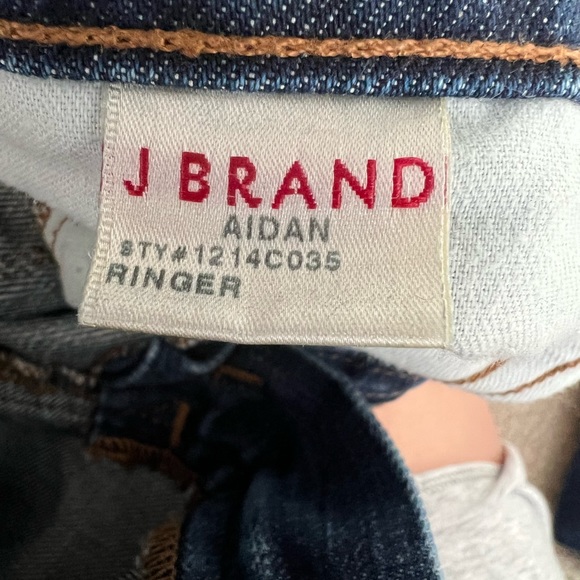 J BRAND
AIDAN
STY#1214C035
RINGER